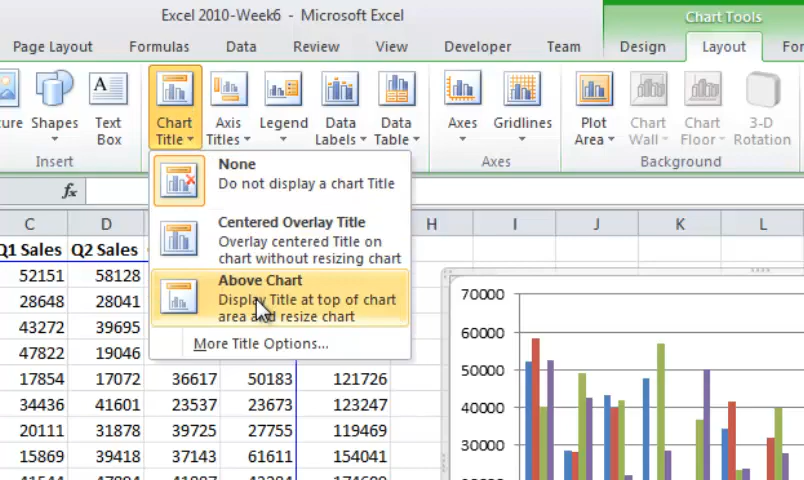 Excel 2010-Week6 - Microsoft Excel
Chart Tools
Page Layout Formulas Data Review View Developer Team Design Layout
Shapes
Text Box
Chart Title
Axis Titles
Legend
Data Labels
Data Table
Axes
Gridlines
Plot Area
Chart Wall
Chart Floor
3-D Rotation
Insert
Axes
Background
None
Do not display a chart Title
Centered Overlay Title
Overlay centered Title on
chart without resizing chart
Above Chart
Display Title at top of chart
area and resize chart
More Title Options...
fx
C D H I J K L
Q1 Sales Q2 Sales
52151 58128
28648 28041
43272 39695
47822 19046
17854 17072 36617 50183 121726
34436 41601 23537 23673 123247
20111 31878 39725 27755 119469
15869 39418 37143 61611 154041
70000
60000
50000
40000
30000